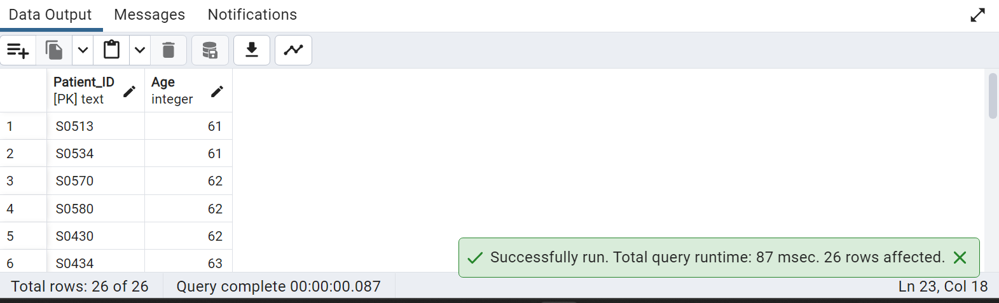 Data Output Messages Notifications
Patient_ID Age
[PK] text integer
1 S0513 61
2 S0534 61
3 S0570 62
4 S0580 62
5 S0430 62
6 S0434 63
Successfully run. Total query runtime: 87 msec. 26 rows affected.
Total rows: 26 of 26 Query complete 00:00:00.087 Ln 23, Col 18